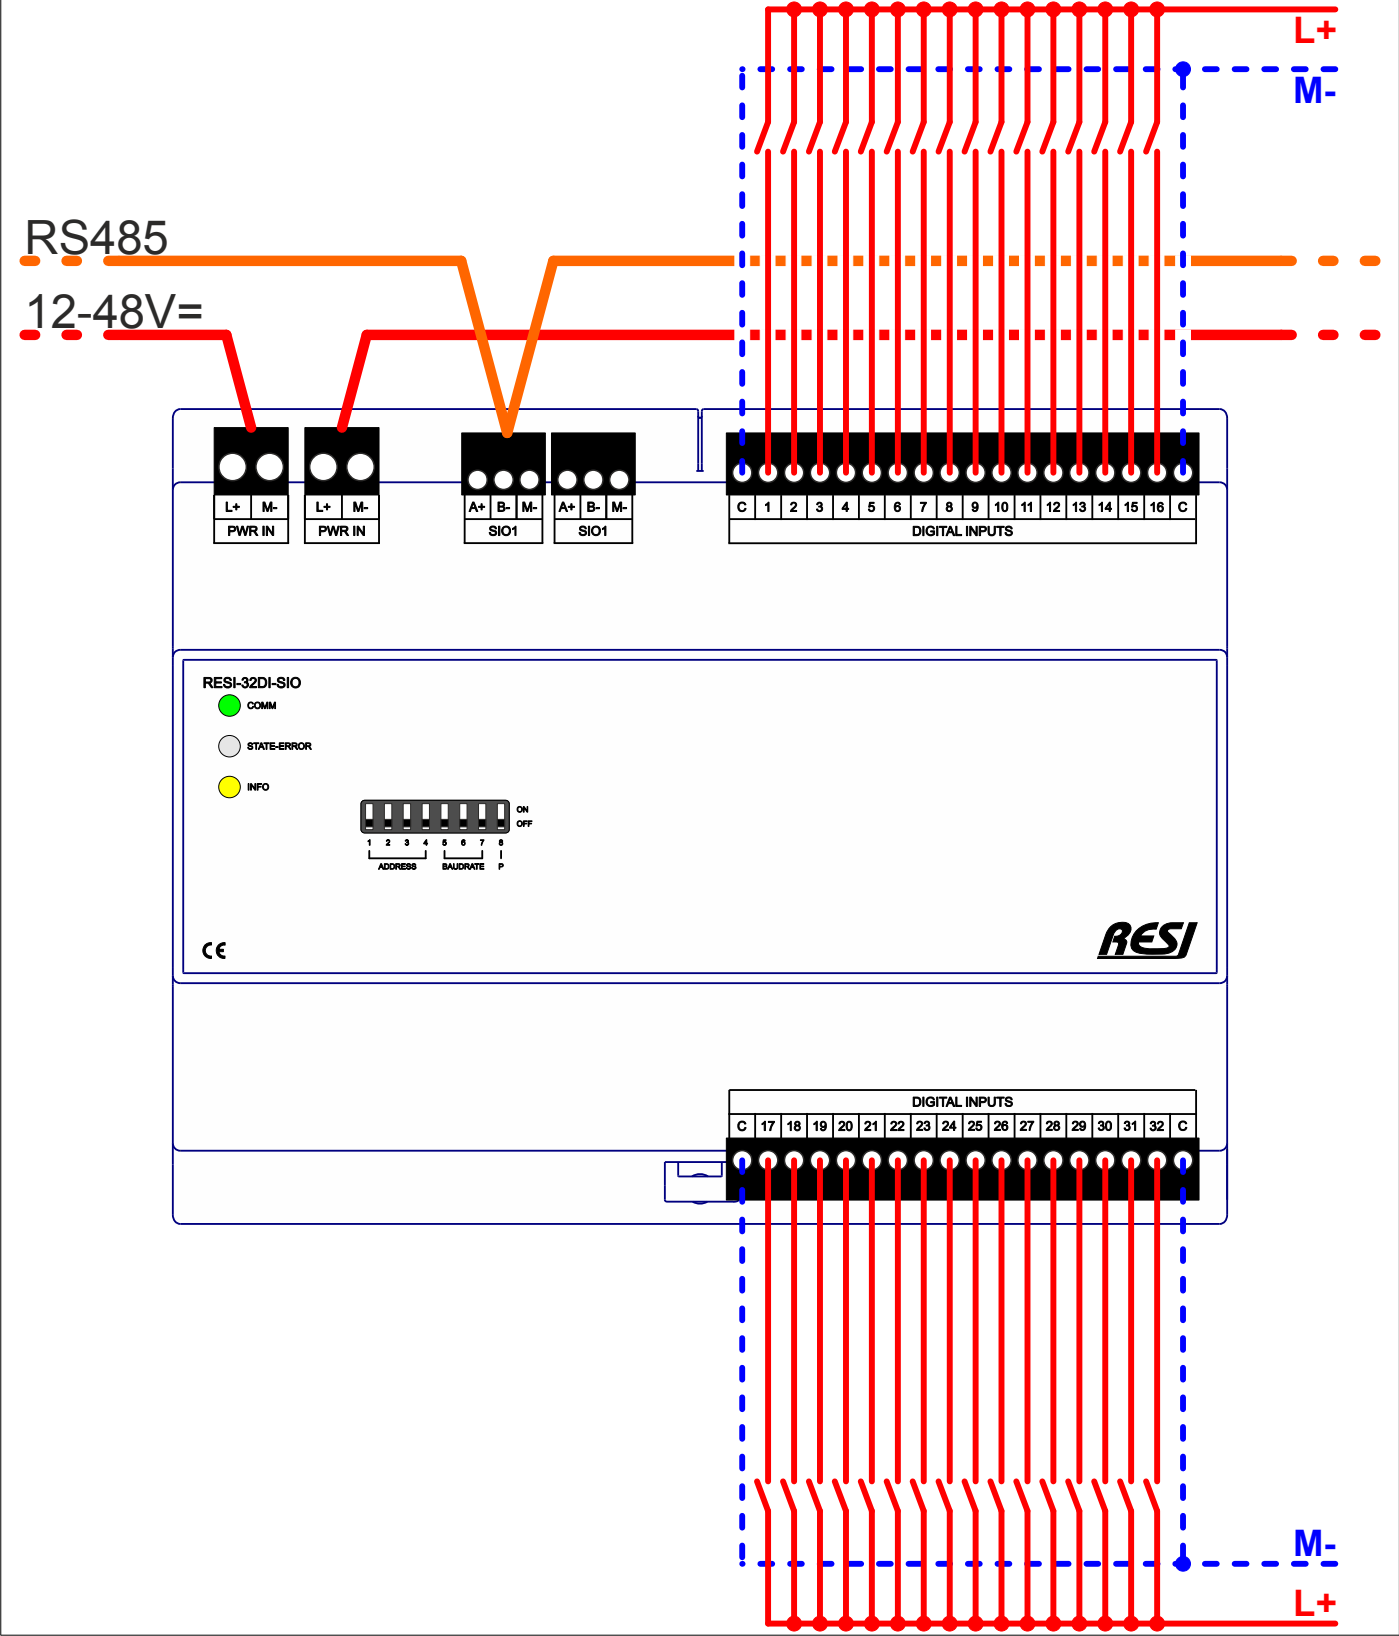 L+
M-
RS485
12-48V=
L+ M- L+ M- A+ B- M- A+ B- M- C 1 2 3 4 5 6 7 8 9 10 11 12 13 14 15 16 C
PWR IN PWR IN SIO1 SIO1 DIGITAL INPUTS
RESI-32DI-SIO
COMM
STATE-ERROR
INFO
ON
OFF
1 2 3 4 5 6 7 8
ADDRESS BAUDRATE P
CE RESI
DIGITAL INPUTS
C 17 18 19 20 21 22 23 24 25 26 27 28 29 30 31 32 C
M-
L+